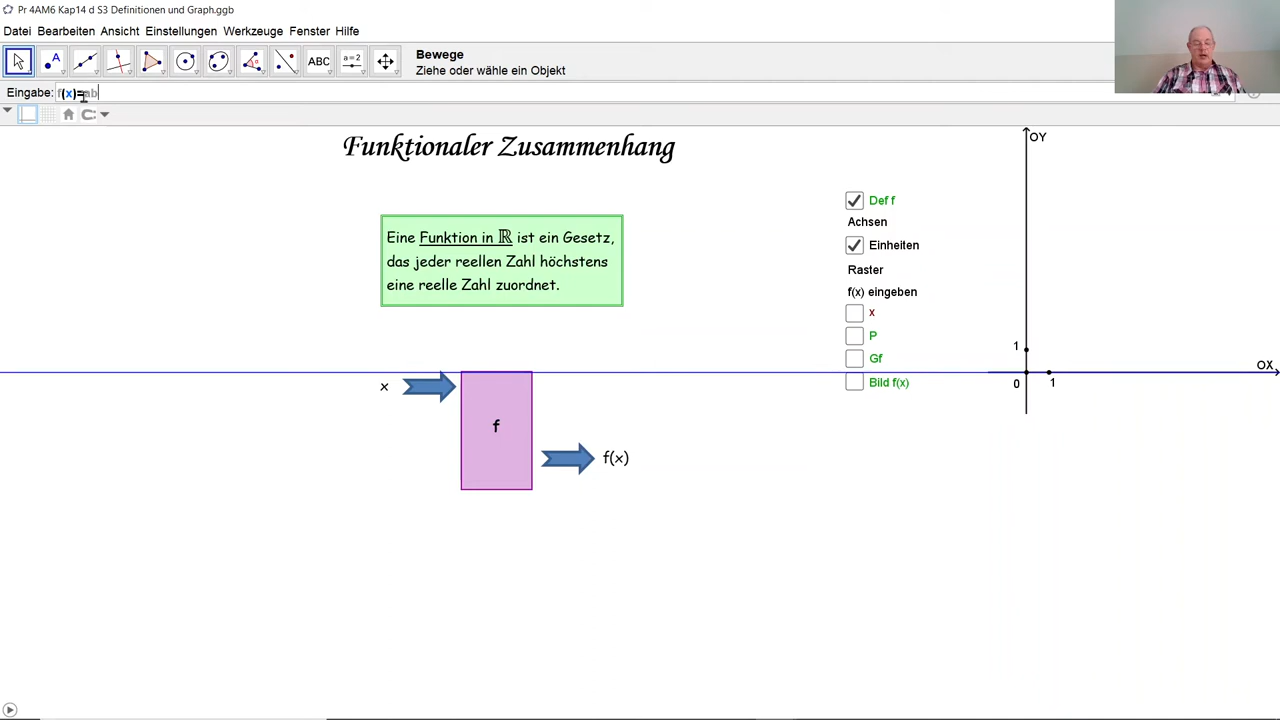 Pr 4AM6 Kap14 d S3 Definitionen und Graph.ggb
Datei Bearbeiten Ansicht Einstellungen Werkzeuge Fenster Hilfe
A ABC a=2
Bewege
Ziehe oder wähle ein Objekt
Eingabe: f(x)=ab
Funktionaler Zusammenhang
Eine Funktion in ℝ ist ein Gesetz,
das jeder reellen Zahl höchstens
eine reelle Zahl zuordnet.
x
f
f(x)
Def f
Achsen
Einheiten
Raster
f(x) eingeben
x
P
Gf
Bild f(x)
OY
1
OX
0
1